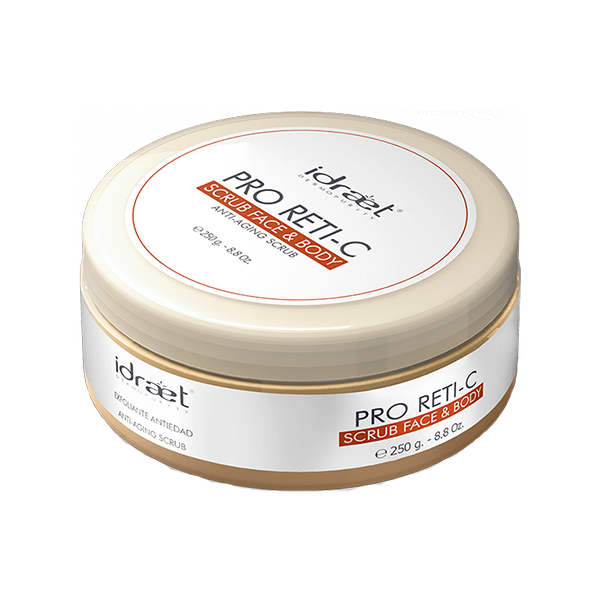 idraet®
DERMOPURITY
PRO RETI-C
SCRUB FACE & BODY
ANTI-AGING SCRUB
℮ 250 g. - 8.8 Oz.
idraet®
DERMOPURITY
EXFOLIANTE ANTIEDAD
ANTI-AGING SCRUB
PRO RETI-C
SCRUB FACE & BODY
℮ 250 g. - 8.8 Oz.